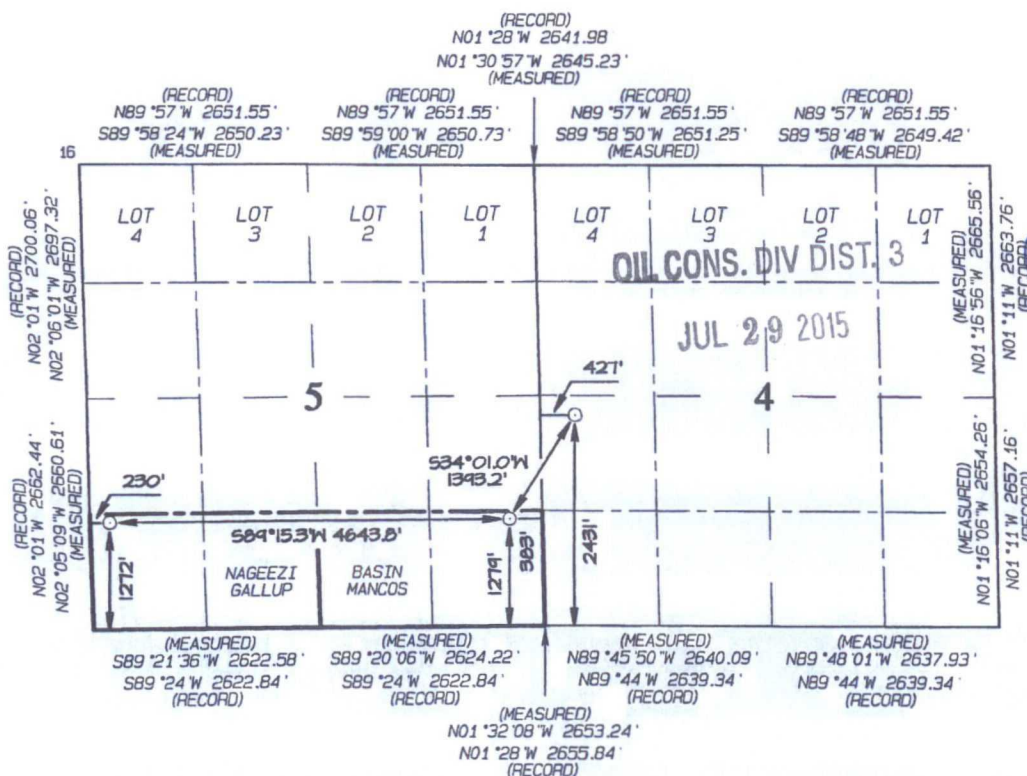 (RECORD)
N01°28'W 2641.98
N01°30'57"W 2645.23'
(MEASURED)
(RECORD)
N89°57'W 2651.55'
S89°58'24"W 2650.23'
(MEASURED)
(RECORD)
N89°57'W 2651.55'
S89°59'00"W 2650.73'
(MEASURED)
(RECORD)
N89°57'W 2651.55'
S89°58'50"W 2651.25'
(MEASURED)
(RECORD)
N89°57'W 2651.55'
S89°58'48"W 2649.42'
(MEASURED)
16
LOT
4
LOT
3
LOT
2
LOT
1
LOT
4
LOT
3
LOT
2
LOT
1
OIL CONS. DIV DIST. 3
JUL 29 2015
(RECORD)
N02°01'W 2700.06'
N02°06'01"W 2697.32'
(MEASURED)
(MEASURED)
N01°16'56"W 2665.56'
N01°11'W 2663.76'
(RECORD)
5
4
427'
S34°01.0'W
1393.2'
230'
S89°15.3'W 4643.8'
1272'
1279'
383'
2431'
NAGEEZI
GALLUP
BASIN
MANCOS
(RECORD)
N02°01'W 2662.44'
N02°05'09"W 2660.61'
(MEASURED)
(MEASURED)
N01°16'06"W 2654.26'
N01°11'W 2657.16'
(RECORD)
(MEASURED)
S89°21'36"W 2622.58'
S89°24'W 2622.84'
(RECORD)
(MEASURED)
S89°20'06"W 2624.22'
S89°24'W 2622.84'
(RECORD)
(MEASURED)
N89°45'50"W 2640.09'
N89°44'W 2639.34'
(RECORD)
(MEASURED)
N89°48'01"W 2637.93'
N89°44'W 2639.34'
(RECORD)
(MEASURED)
N01°32'08"W 2653.24'
N01°28'W 2655.84'
(RECORD)